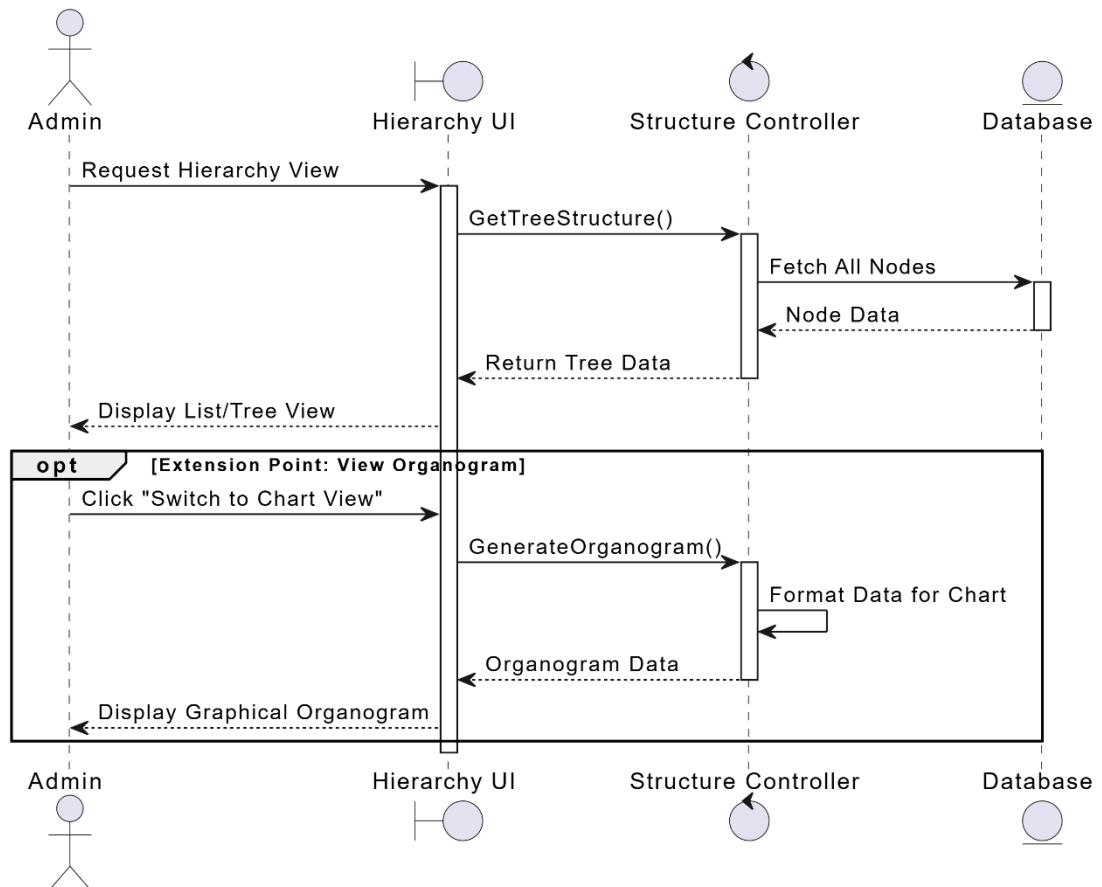 Admin
Hierarchy UI
Structure Controller
Database
Request Hierarchy View
GetTreeStructure()
Fetch All Nodes
Node Data
Return Tree Data
Display List/Tree View
opt [Extension Point: View Organogram]
Click "Switch to Chart View"
GenerateOrganogram()
Format Data for Chart
Organogram Data
Display Graphical Organogram
Admin
Hierarchy UI
Structure Controller
Database